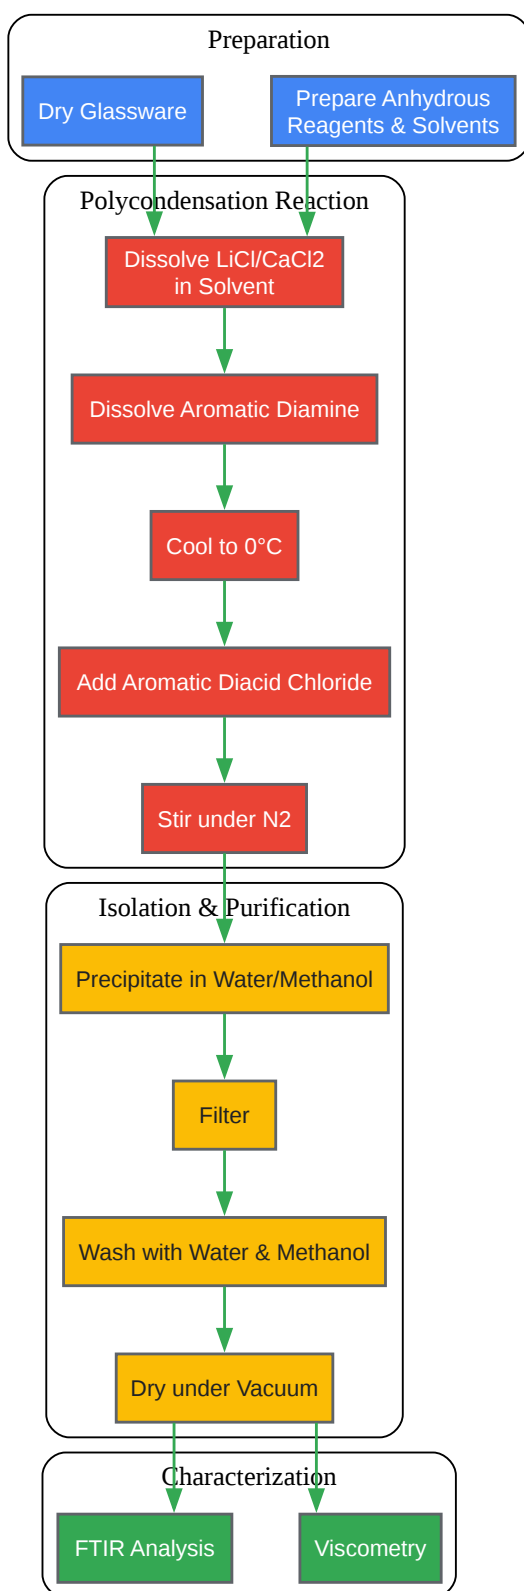 Preparation
Dry Glassware
Prepare Anhydrous
Reagents & Solvents
Polycondensation Reaction
Dissolve LiCl/CaCl2
in Solvent
Dissolve Aromatic Diamine
Cool to 0°C
Add Aromatic Diacid Chloride
Stir under N2
Isolation & Purification
Precipitate in Water/Methanol
Filter
Wash with Water & Methanol
Dry under Vacuum
Characterization
FTIR Analysis
Viscometry